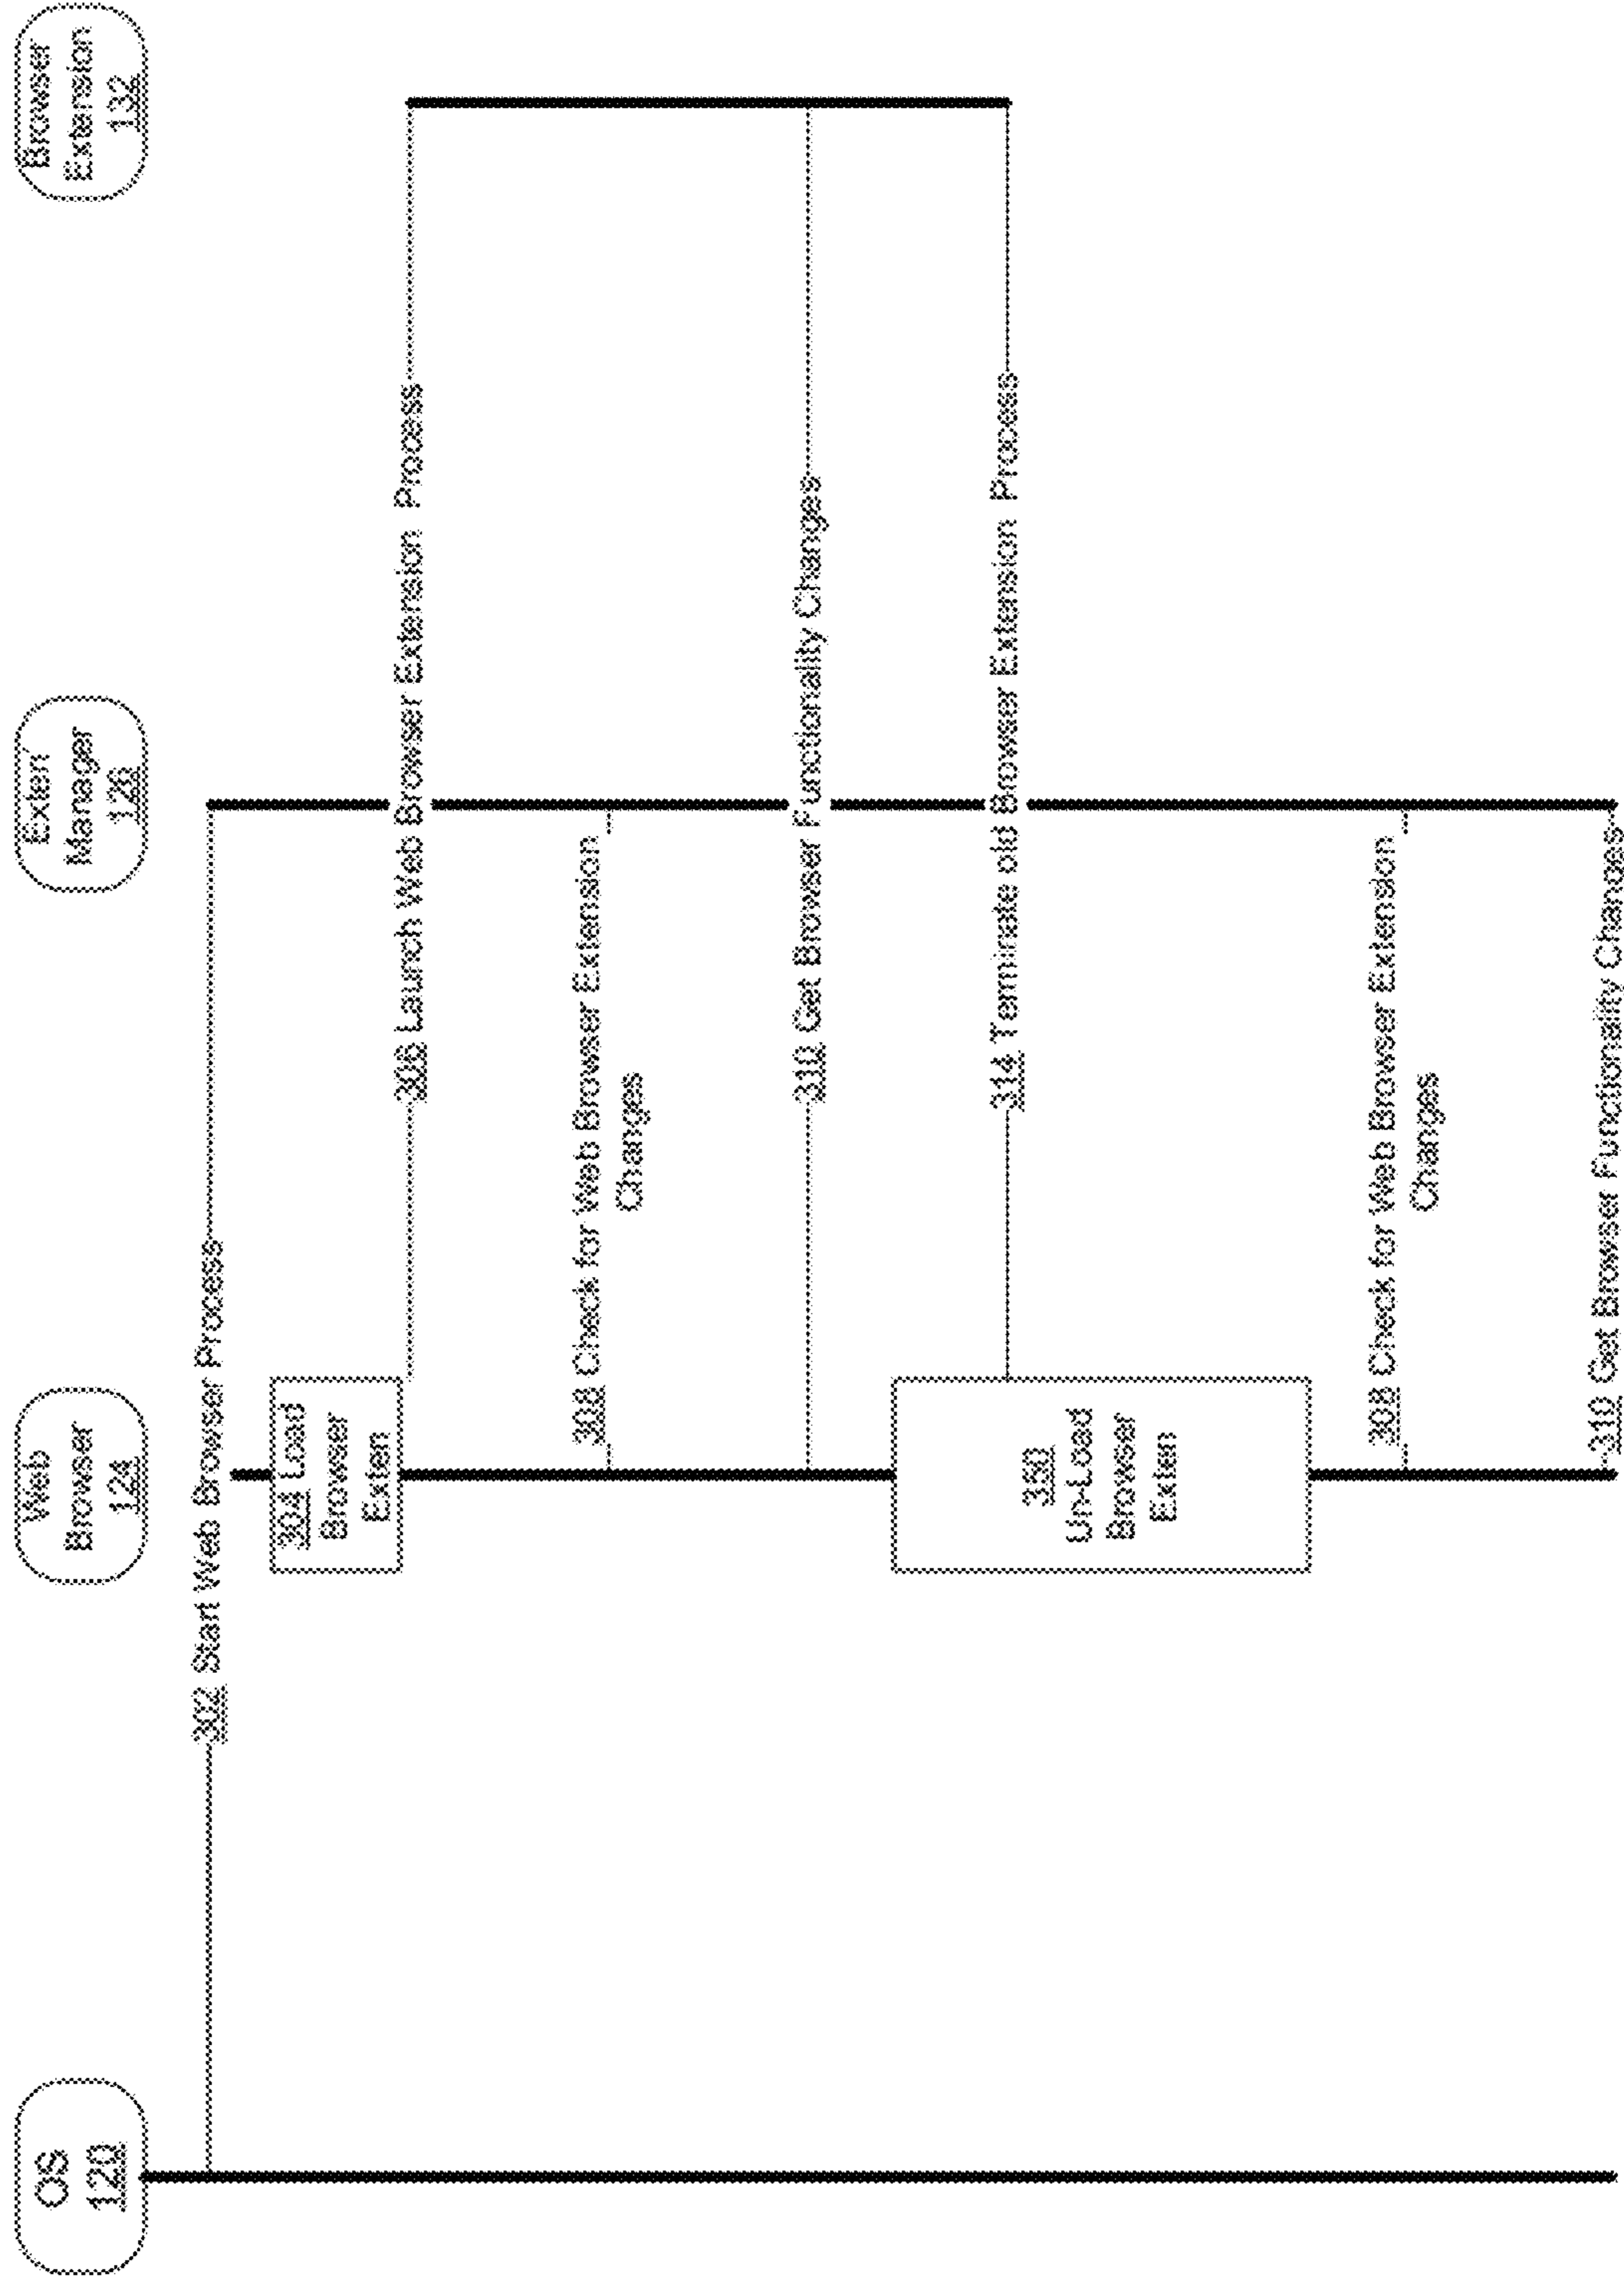 OS
120
Web
Browser
124
Exten
Manager
126
Browser
Extension
132
302 Start Web Browser Process
304 Load
Browser
Exten
306 Launch Web Browser Extension Process
308 Check for Web Browser Extension
Changes
310 Get Browser Functionality Changes
350
Un-Load
Browser
Exten
314 Terminate old Browser Extension Process
308 Check for Web Browser Extension
Changes
310 Get Browser Functionality Changes